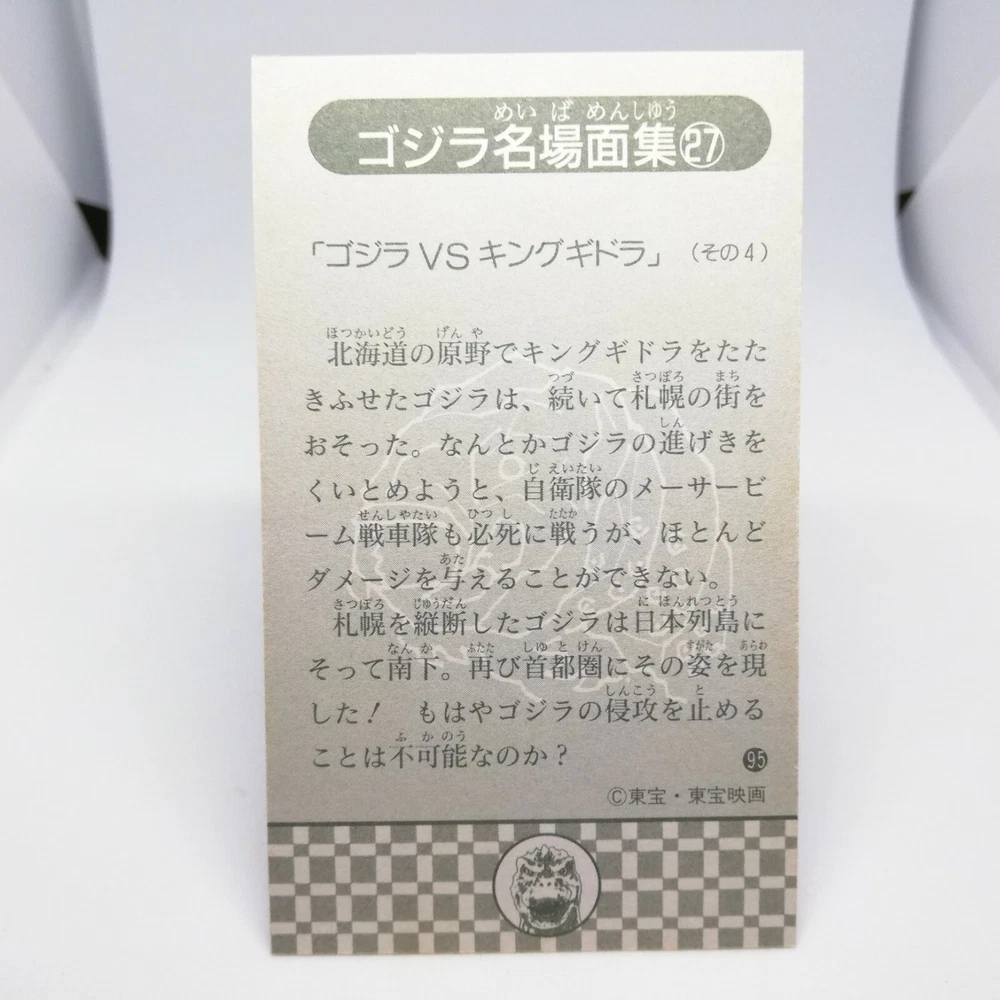 めいばめんしゅう
ゴジラ名場面集㉗
「ゴジラVSキングギドラ」（その4）
ほつかいどう げんや
北海道の原野でキングギドラをたた
つづ さつぽろ まち
きふせたゴジラは、続いて札幌の街を
しん
おそった。なんとかゴジラの進げきを
じえいたい
くいとめようと、自衛隊のメーサービ
せんしやたい ひつし たたか
ーム戦車隊も必死に戦うが、ほとんど
あた
ダメージを与えることができない。
さつぽろ じゆうだん にほんれつとう
札幌を縦断したゴジラは日本列島に
なんか ふたた しゆとけん すがた あらわ
そって南下。再び首都圏にその姿を現
しんこう と
した！　もはやゴジラの侵攻を止める
ふかのう
ことは不可能なのか？
95
©東宝・東宝映画